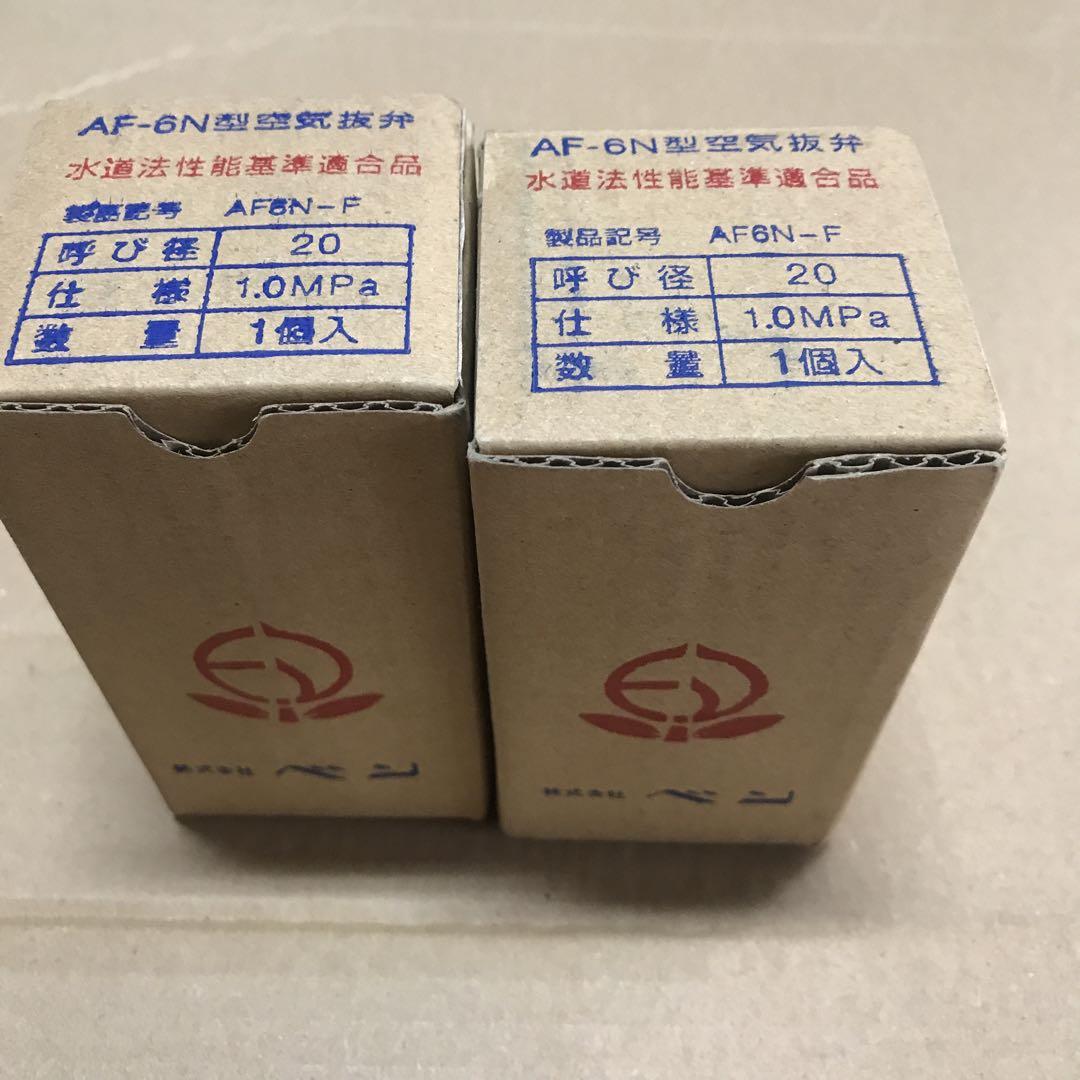 AF-6N型空気抜弁
水道法性能基準適合品
製品記号 AF6N-F
呼び径 20
仕様 1.0MPa
数量 1個入
株式会社
AF-6N型空気抜弁
水道法性能基準適合品
製品記号 AF6N-F
呼び径 20
仕様 1.0MPa
数量 1個入
株式会社